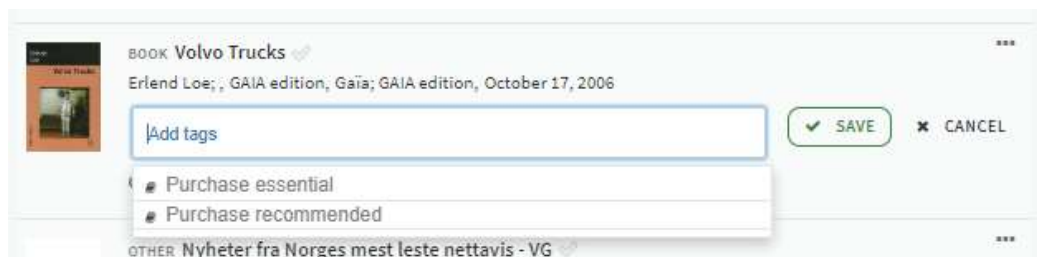 BOOK Volvo Trucks
Erlend Loe; , GAIA edition, Gaïa; GAIA edition, October 17, 2006
Add tags
SAVE
CANCEL
Purchase essential
Purchase recommended
OTHER Nyheter fra Norges mest leste nettavis - VG